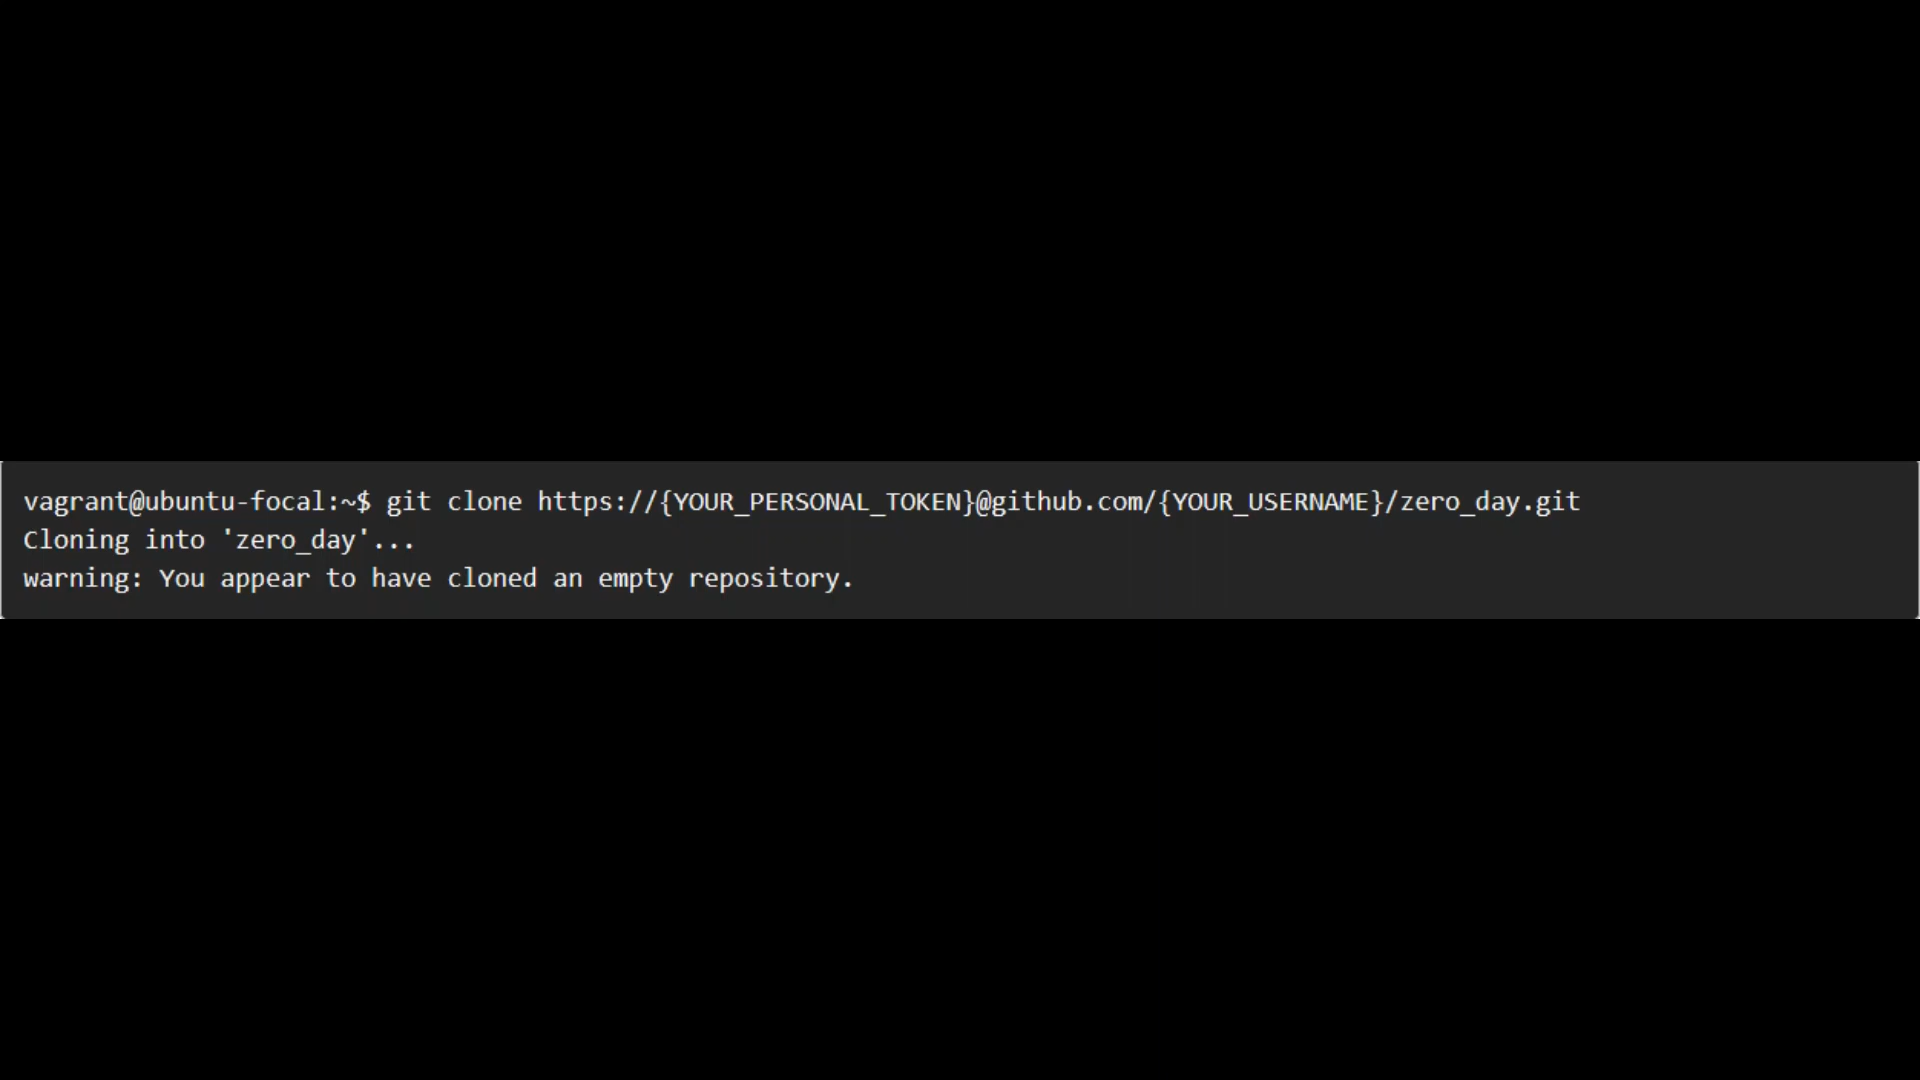 vagrant@ubuntu-focal:~$ git clone https://{YOUR_PERSONAL_TOKEN}@github.com/{YOUR_USERNAME}/zero_day.git
Cloning into 'zero_day'...
warning: You appear to have cloned an empty repository.